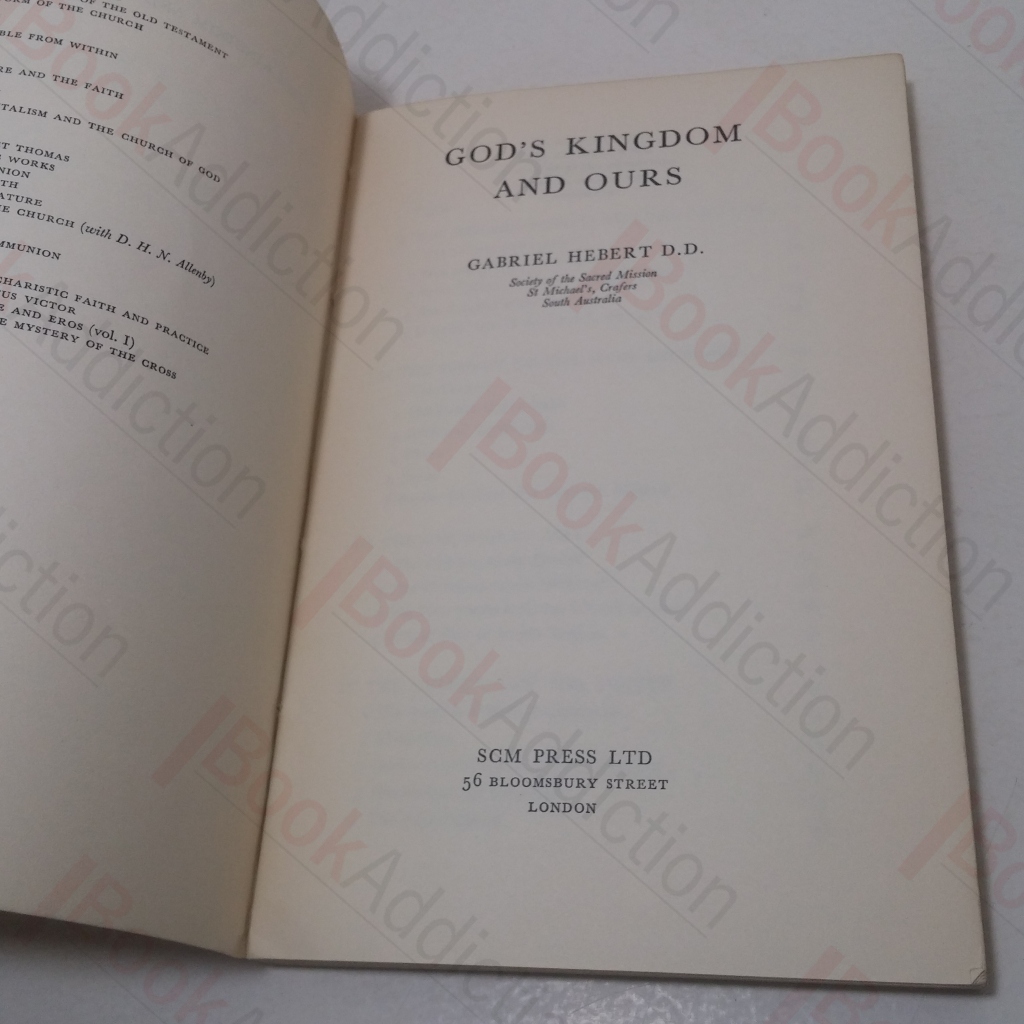 OF THE OLD TESTAMENT
FORM OF THE CHURCH
BLE FROM WITHIN
RE AND THE FAITH
TALISM AND THE CHURCH OF GOD
T THOMAS
WORKS
NION
TH
ATURE
E CHURCH (with D. H. N. Allenby)
MMUNION
CHARISTIC FAITH AND PRACTICE
US VICTOR
E AND EROS (vol. I)
E MYSTERY OF THE CROSS
GOD'S KINGDOM
AND OURS
GABRIEL HEBERT D.D.
Society of the Sacred Mission
St Michael's, Crafers
South Australia
SCM PRESS LTD
56 BLOOMSBURY STREET
LONDON
BookAddiction